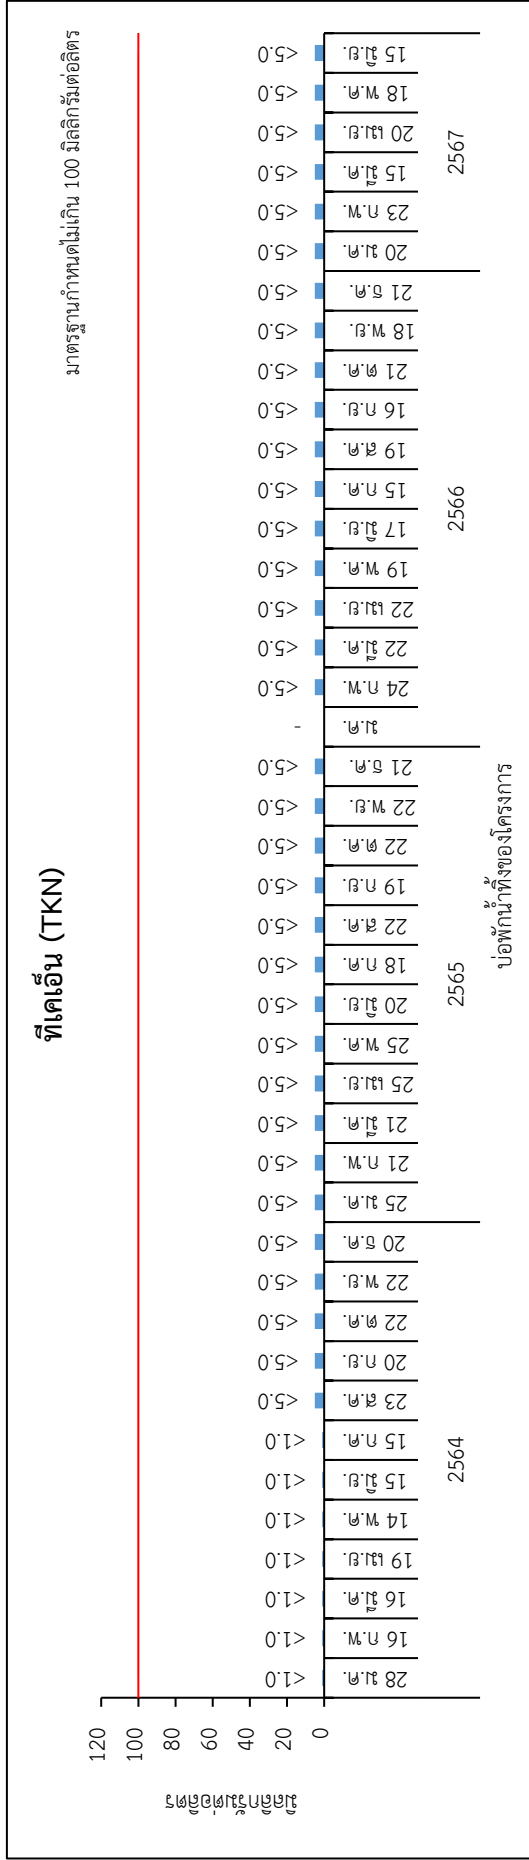 ทีเคเอ็น (TKN)
มาตรฐานกำหนดไม่เกิน 100 มิลลิกรัมต่อลิตร
มิลลิกรัมต่อลิตร
120
100
80
60
40
20
0
<1.0 <1.0 <1.0 <1.0 <1.0 <1.0 <1.0 <5.0 <5.0 <5.0 <5.0 <5.0 <5.0 <5.0 <5.0 <5.0 <5.0 <5.0 <5.0 <5.0 <5.0 <5.0 <5.0 <5.0 - <5.0 <5.0 <5.0 <5.0 <5.0 <5.0 <5.0 <5.0 <5.0 <5.0 <5.0 <5.0 <5.0 <5.0 <5.0 <5.0 <5.0
28 ม.ค. 16 ก.พ. 16 มี.ค. 19 เม.ย. 14 พ.ค. 15 มิ.ย. 15 ก.ค. 23 ส.ค. 20 ก.ย. 22 ต.ค. 22 พ.ย. 20 ธ.ค. 25 ม.ค. 21 ก.พ. 21 มี.ค. 25 เม.ย. 25 พ.ค. 20 มิ.ย. 18 ก.ค. 22 ส.ค. 19 ก.ย. 22 ต.ค. 22 พ.ย. 21 ธ.ค. ม.ค. 24 ก.พ. 22 มี.ค. 22 เม.ย. 19 พ.ค. 17 มิ.ย. 15 ก.ค. 19 ส.ค. 16 ก.ย. 21 ต.ค. 18 พ.ย. 21 ธ.ค. 20 ม.ค. 23 ก.พ. 15 มี.ค. 20 เม.ย. 18 พ.ค. 15 มิ.ย.
2564 2565 2566 2567
บ่อพักน้ำทิ้งของโครงการ